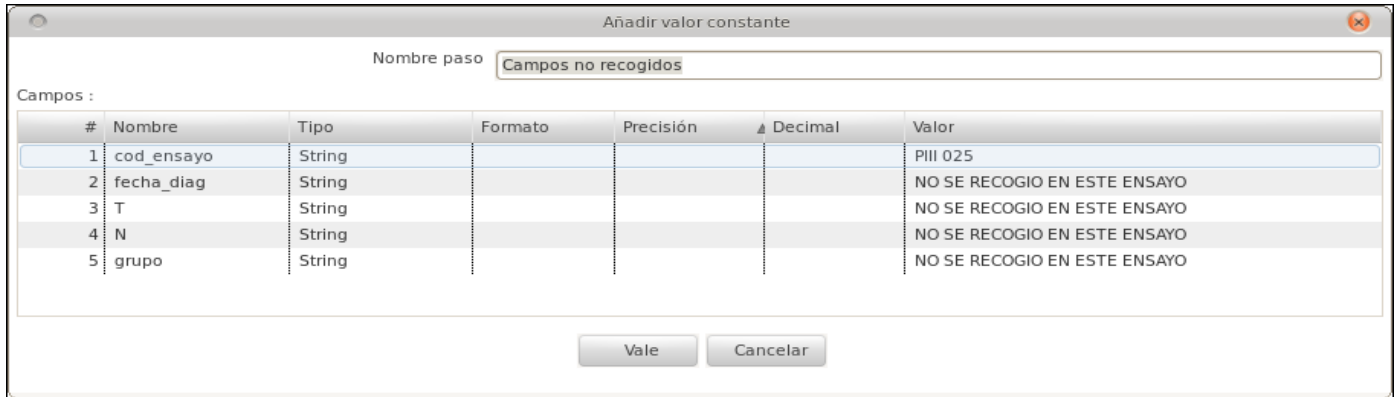 Añadir valor constante
Nombre paso Campos no recogidos
Campos :
# Nombre Tipo Formato Precisión Decimal Valor
1 cod_ensayo String PIII 025
2 fecha_diag String NO SE RECOGIO EN ESTE ENSAYO
3 T String NO SE RECOGIO EN ESTE ENSAYO
4 N String NO SE RECOGIO EN ESTE ENSAYO
5 grupo String NO SE RECOGIO EN ESTE ENSAYO
Vale Cancelar